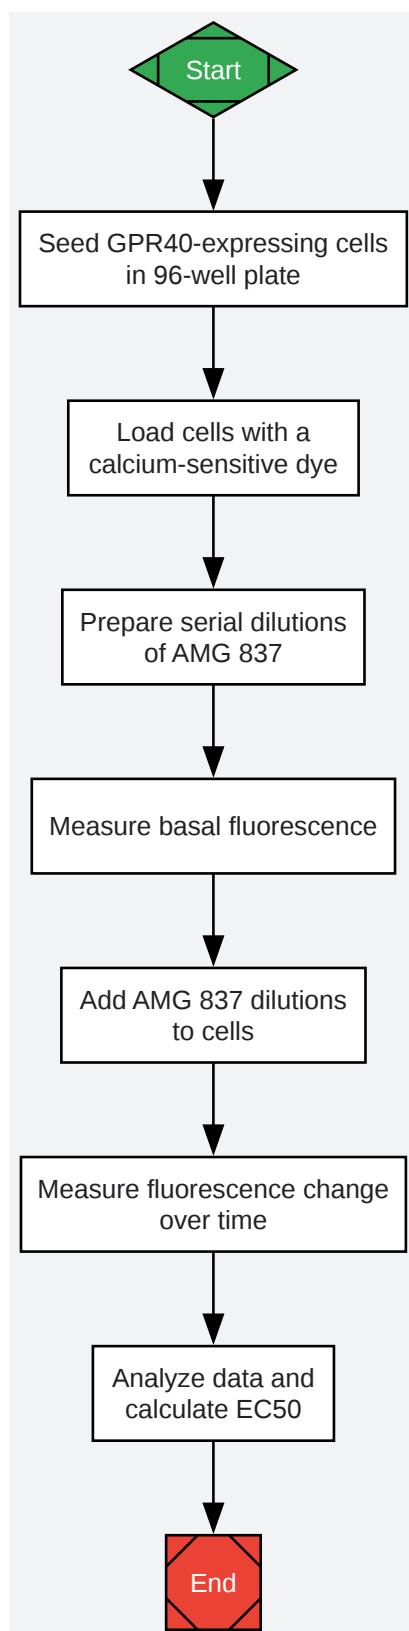 Start
Seed GPR40-expressing cells
in 96-well plate
Load cells with a
calcium-sensitive dye
Prepare serial dilutions
of AMG 837
Measure basal fluorescence
Add AMG 837 dilutions
to cells
Measure fluorescence change
over time
Analyze data and
calculate EC50
End